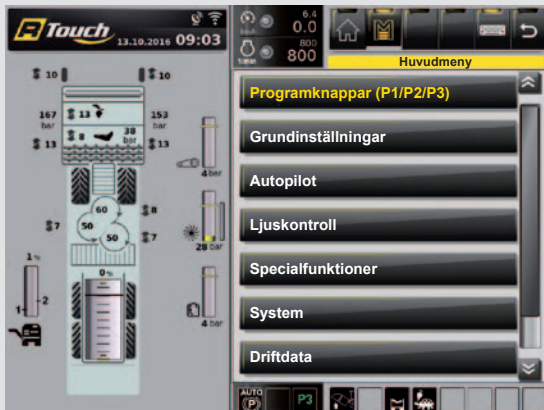 R Touch 13.10.2016 09:03
10 10
167 bar
13
153 bar
8
38 bar
13 13
4 bar
60
50
50
7
8
7
28 bar
1 %
0%
1
2
4 bar
6.4
0.0
800
800
Huvudmeny
Programknappar (P1/P2/P3)
Grundinställningar
Autopilot
Ljuskontroll
Specialfunktioner
System
Driftdata
AUTO
(P)
P3